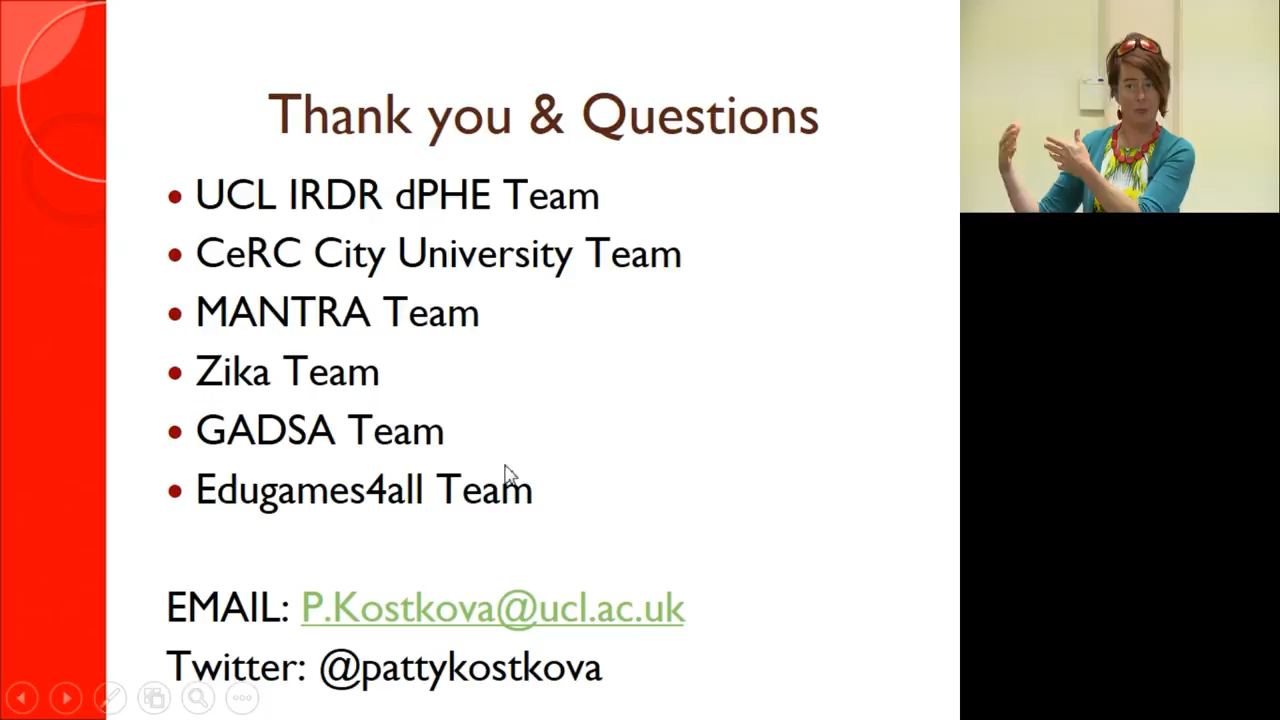 Thank you & Questions
UCL IRDR dPHE Team
CeRC City University Team
MANTRA Team
Zika Team
GADSA Team
Edugames4all Team
EMAIL: P.Kostkova@ucl.ac.uk
Twitter: @pattykostkova